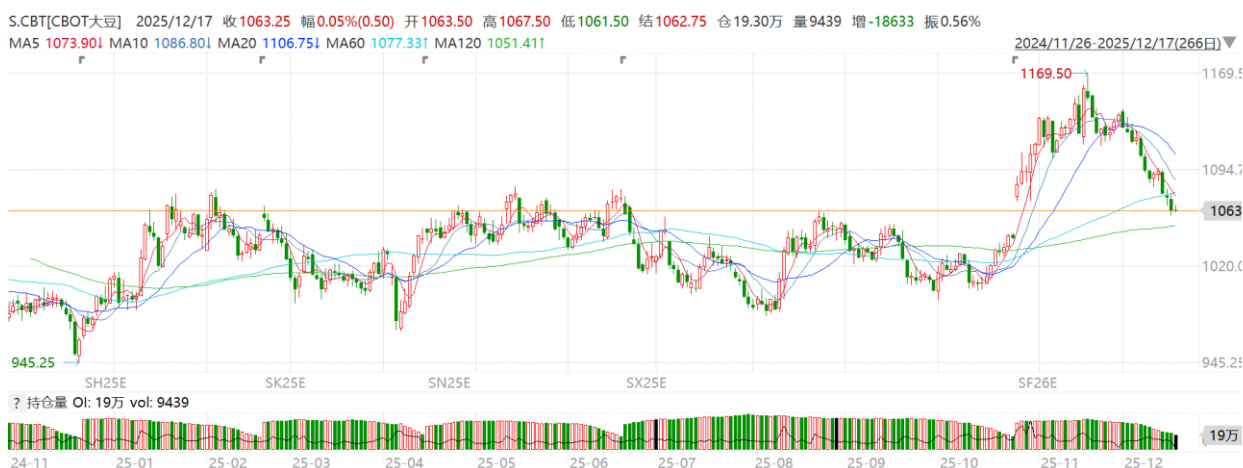 S.CBT[CBOT大豆] 2025/12/17 收1063.25 幅0.05%(0.50) 开1063.50 高1067.50 低1061.50 结1062.75 仓19.30万 量9439 增-18633 振0.56%
MA5 1073.90↓ MA10 1086.80↓ MA20 1106.75↓ MA60 1077.33↑ MA120 1051.41↑
2024/11/26-2025/12/17(266日)▼
1169.50
1169.5
1094.7
1063
1020.0
945.25
945.25
SH25E SK25E SN25E SX25E SF26E
? 持仓量 OI: 19万 vol: 9439
19万
24-11 25-01 25-02 25-03 25-04 25-05 25-06 25-07 25-08 25-09 25-10 25-11 25-12